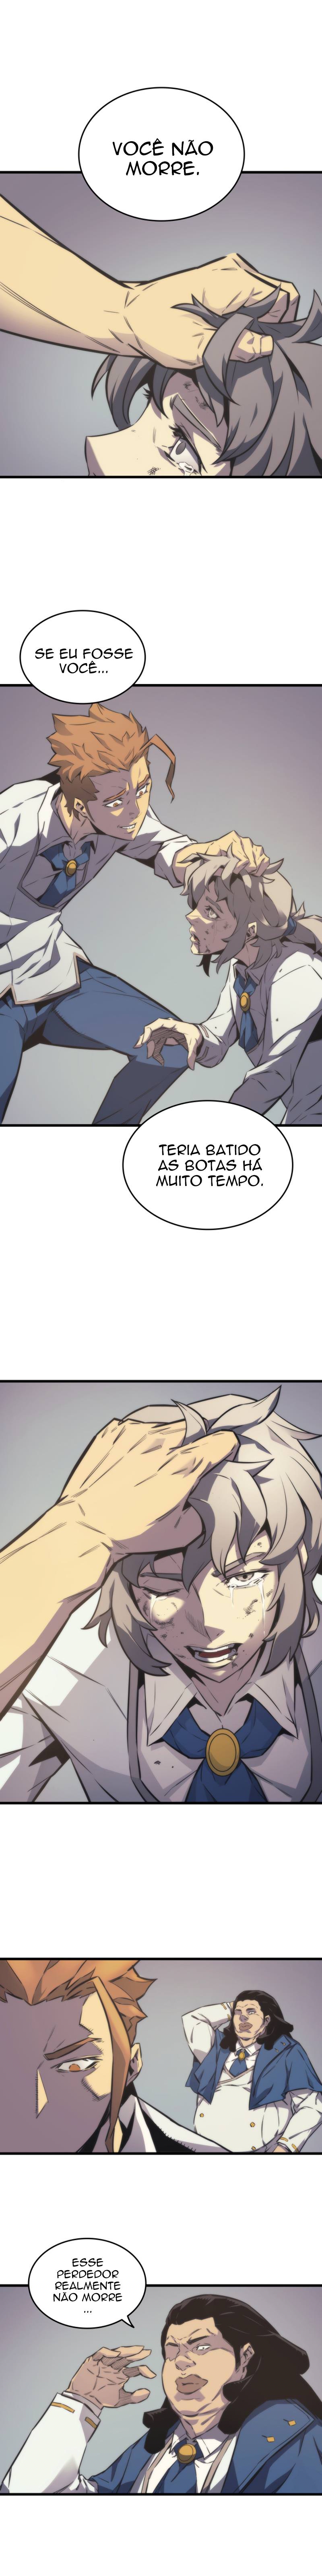 VOCÊ NÃO
MORRE.
SE EU FOSSE
VOCÊ...
TERIA BATIDO
AS BOTAS HÁ
MUITO TEMPO.
ESSE
PERDEDOR
REALMENTE
NÃO MORRE
...